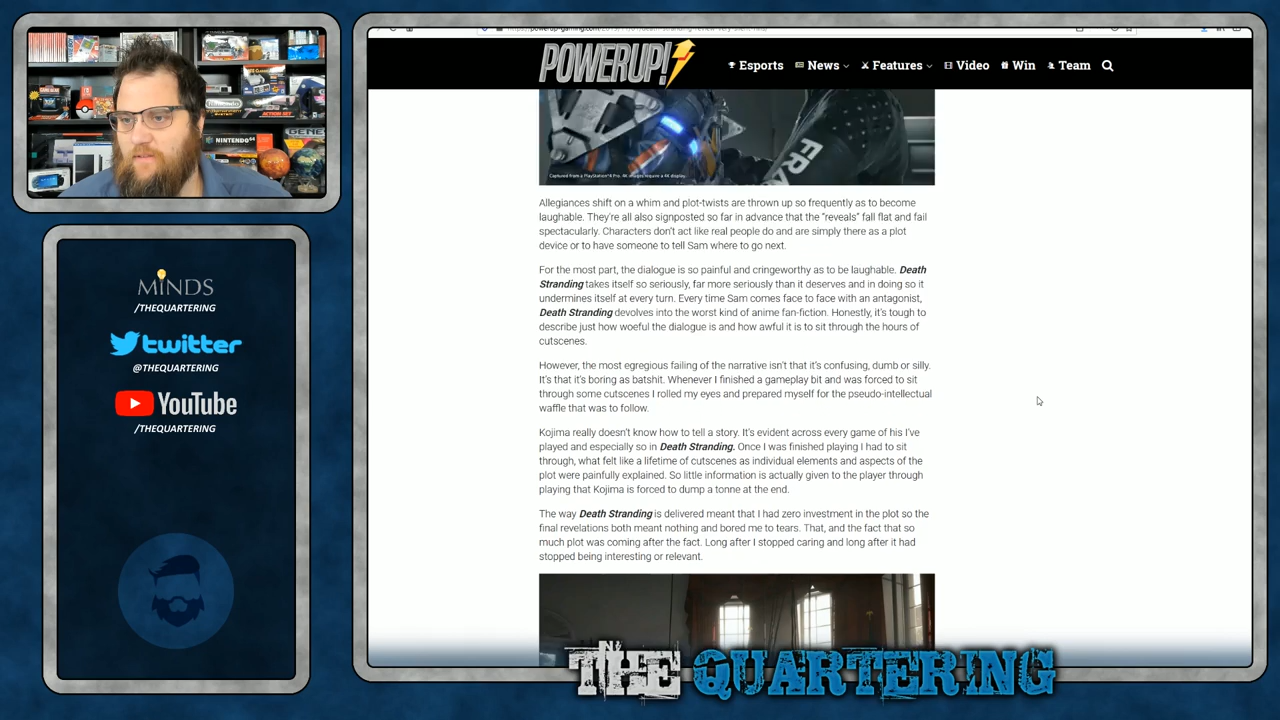 POWERUP!
Esports
News
Features
Video
Win
Team
Captured from a PlayStation®4 Pro. 4K images require a 4K display.
FRA
Allegiances shift on a whim and plot-twists are thrown up so frequently as to become
laughable. They're all also signposted so far in advance that the "reveals" fall flat and fail
spectacularly. Characters don't act like real people do and are simply there as a plot
device or to have someone to tell Sam where to go next.
For the most part, the dialogue is so painful and cringeworthy as to be laughable. Death
Stranding takes itself so seriously, far more seriously than it deserves and in doing so it
undermines itself at every turn. Every time Sam comes face to face with an antagonist,
Death Stranding devolves into the worst kind of anime fan-fiction. Honestly, it's tough to
describe just how woeful the dialogue is and how awful it is to sit through the hours of
cutscenes.
However, the most egregious failing of the narrative isn't that it's confusing, dumb or silly.
It's that it's boring as batshit. Whenever I finished a gameplay bit and was forced to sit
through some cutscenes I rolled my eyes and prepared myself for the pseudo-intellectual
waffle that was to follow.
Kojima really doesn't know how to tell a story. It's evident across every game of his I've
played and especially so in Death Stranding. Once I was finished playing I had to sit
through, what felt like a lifetime of cutscenes as individual elements and aspects of the
plot were painfully explained. So little information is actually given to the player through
playing that Kojima is forced to dump a tonne at the end.
The way Death Stranding is delivered meant that I had zero investment in the plot so the
final revelations both meant nothing and bored me to tears. That, and the fact that so
much plot was coming after the fact. Long after I stopped caring and long after it had
stopped being interesting or relevant.
NINTENDO 64
MINDS
/THEQUARTERING
twitter
@THEQUARTERING
YouTube
/THEQUARTERING
THE QUARTERING